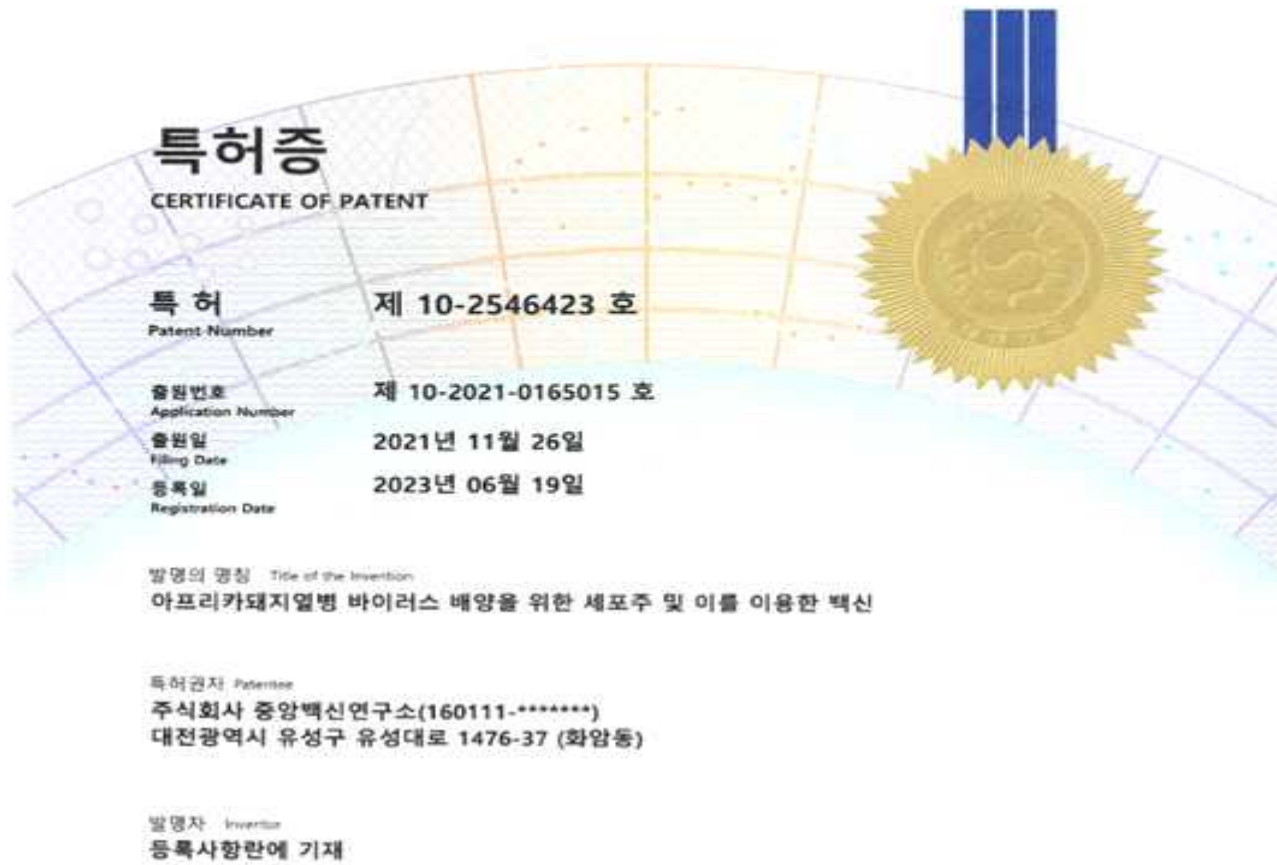 특허증
CERTIFICATE OF PATENT
특 허 제 10-2546423 호
Patent Number
출원번호 제 10-2021-0165015 호
Application Number
출원일 2021년 11월 26일
Filing Date
등록일 2023년 06월 19일
Registration Date
발명의 명칭 Title of the Invention
아프리카돼지열병 바이러스 배양을 위한 세포주 및 이를 이용한 백신
특허권자 Patentee
주식회사 중앙백신연구소(160111-*******)
대전광역시 유성구 유성대로 1476-37 (화암동)
발명자 Inventor
등록사항란에 기재